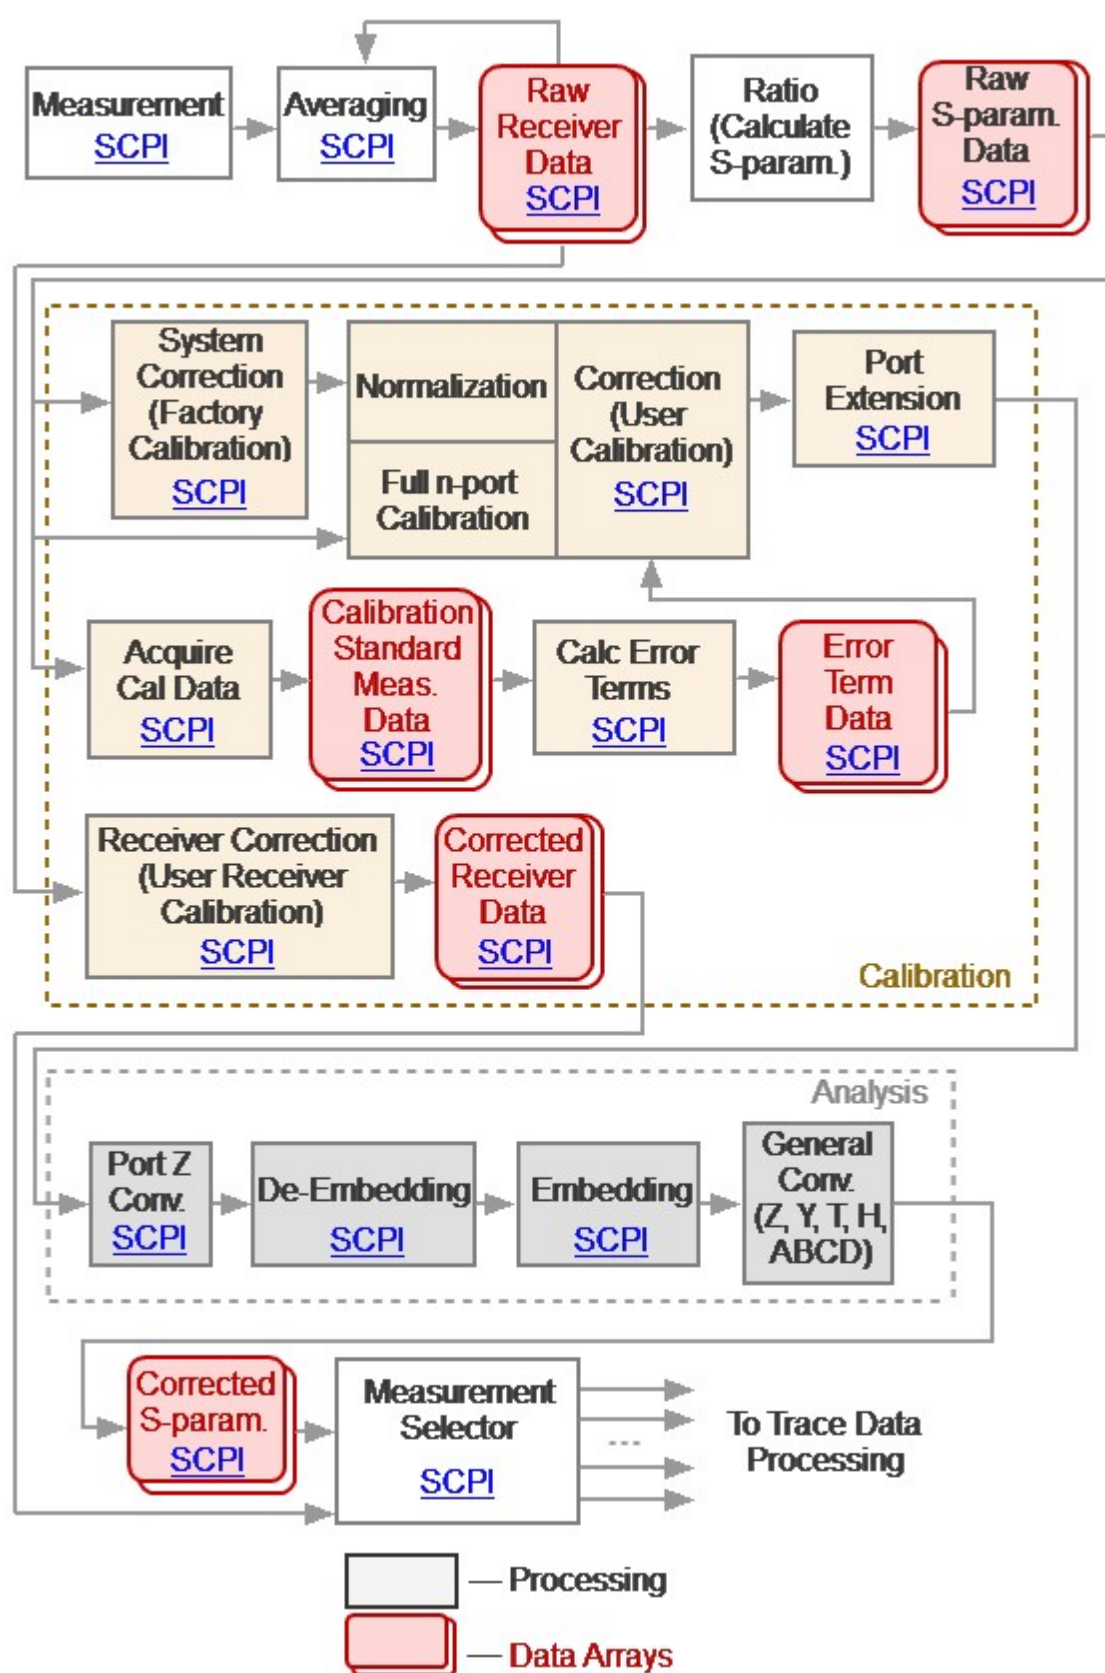 Measurement
SCPI
Averaging
SCPI
Raw
Receiver
Data
SCPI
Ratio
(Calculate
S-param.)
Raw
S-param.
Data
SCPI
System
Correction
(Factory
Calibration)
SCPI
Normalization
Full n-port
Calibration
Correction
(User
Calibration)
SCPI
Port
Extension
SCPI
Acquire
Cal Data
SCPI
Calibration
Standard
Meas.
Data
SCPI
Calc Error
Terms
SCPI
Error
Term
Data
SCPI
Receiver Correction
(User Receiver
Calibration)
SCPI
Corrected
Receiver
Data
SCPI
Calibration
Analysis
Port Z
Conv.
SCPI
De-Embedding
SCPI
Embedding
SCPI
General
Conv.
(Z, Y, T, H,
ABCD)
Corrected
S-param.
SCPI
Measurement
Selector
SCPI
....
To Trace Data
Processing
— Processing
— Data Arrays